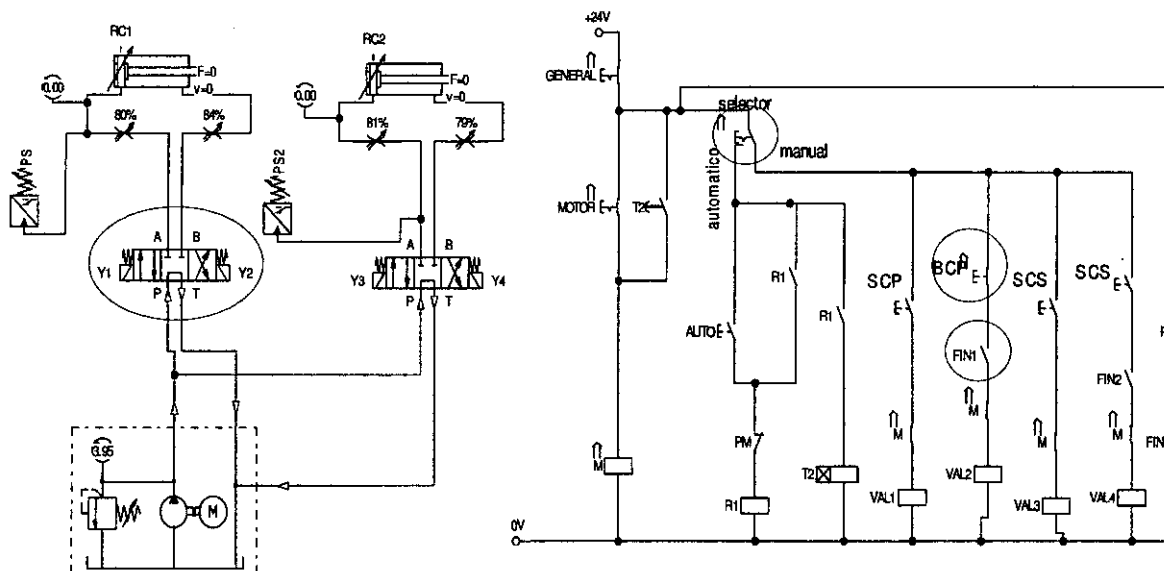 RC1
F=0
v=0
0.00
80%
84%
PS
A
B
Y1
Y2
P
T
RC2
F=0
v=0
0.00
81%
79%
PS2
A
B
Y3
Y4
P
T
3.95
M
+24V
GENERAL
selector
manual
automatico
MOTOR
T2
R1
R1
AUTO
PM
M
R1
T2
SCP
BCP
SCS
SCS
FIN1
FIN2
M
M
M
M
FIN
VAL1
VAL2
VAL3
VAL4
0V